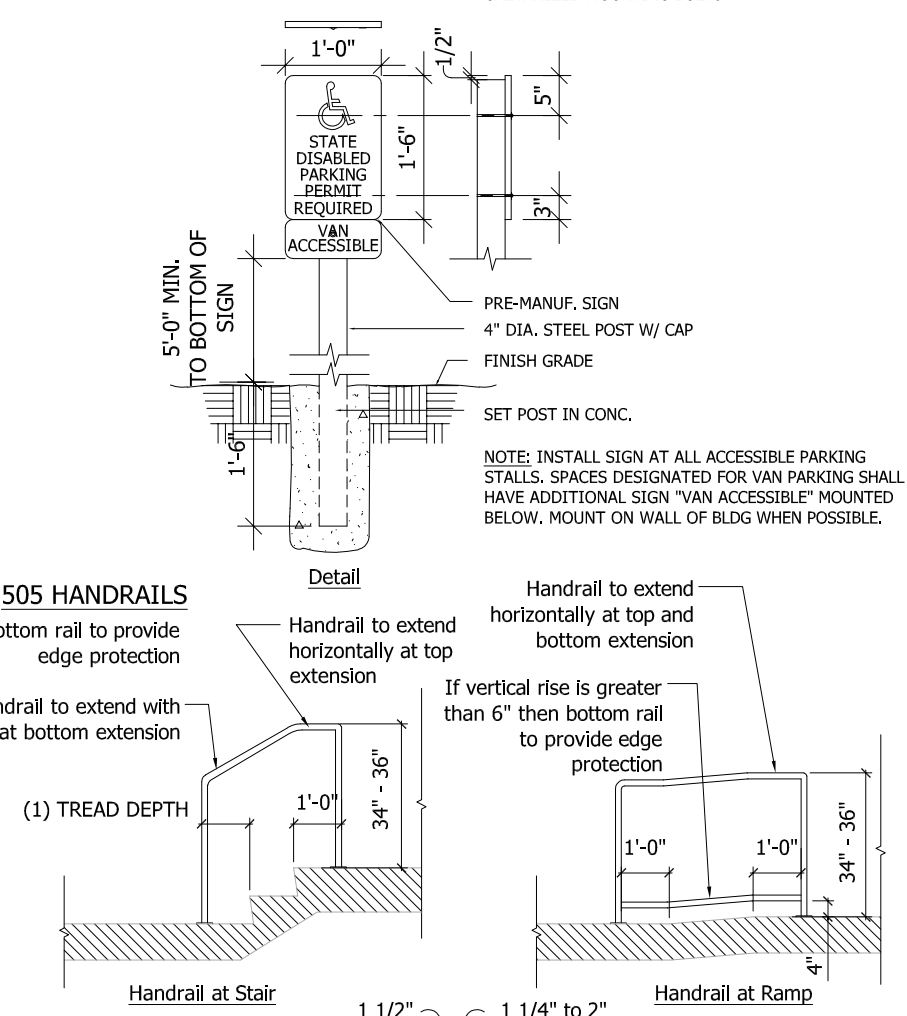 1'-0"
1/2"
5"
STATE
DISABLED
PARKING
PERMIT
REQUIRED
1'-6"
3"
VAN
ACCESSIBLE
5'-0" MIN.
TO BOTTOM OF
SIGN
PRE-MANUF. SIGN
4" DIA. STEEL POST W/ CAP
FINISH GRADE
SET POST IN CONC.
1'-6"
NOTE: INSTALL SIGN AT ALL ACCESSIBLE PARKING
STALLS. SPACES DESIGNATED FOR VAN PARKING SHALL
HAVE ADDITIONAL SIGN "VAN ACCESSIBLE" MOUNTED
BELOW. MOUNT ON WALL OF BLDG WHEN POSSIBLE.
Detail
505 HANDRAILS
ottom rail to provide
edge protection
ndrail to extend with
at bottom extension
Handrail to extend
horizontally at top
extension
(1) TREAD DEPTH
1'-0"
34" - 36"
Handrail at Stair
Handrail to extend
horizontally at top and
bottom extension
If vertical rise is greater
than 6" then bottom rail
to provide edge
protection
1'-0"
1'-0"
34" - 36"
4"
Handrail at Ramp
1 1/2"
1 1/4" to 2"